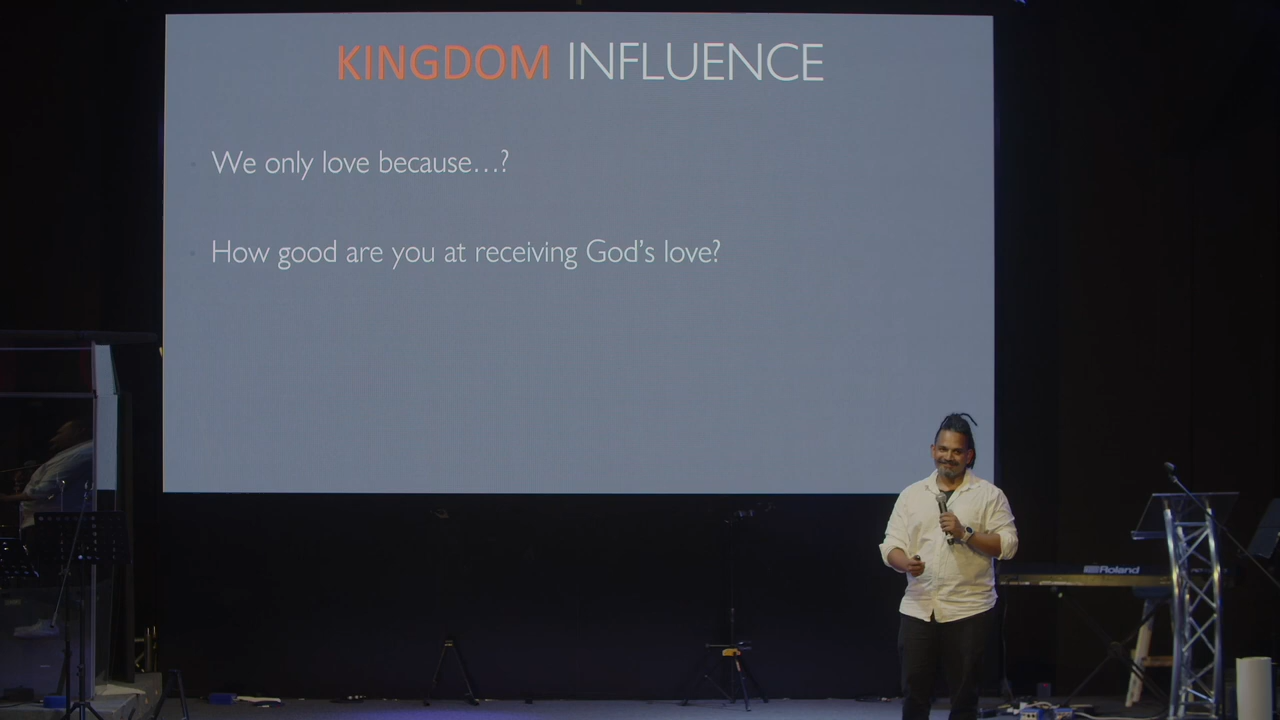 KINGDOM INFLUENCE
We only love because…?
How good are you at receiving God’s love?
Roland